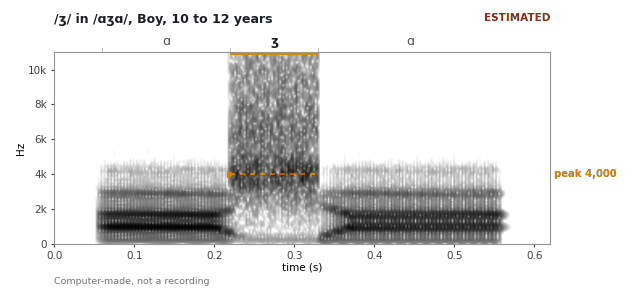 /ʒ/ in /ɑʒɑ/, Boy, 10 to 12 years
ESTIMATED
ɑ ʒ ɑ
10k
8k
6k
4k
2k
0
Hz
peak 4,000
0.0 0.1 0.2 0.3 0.4 0.5 0.6
time (s)
Computer-made, not a recording